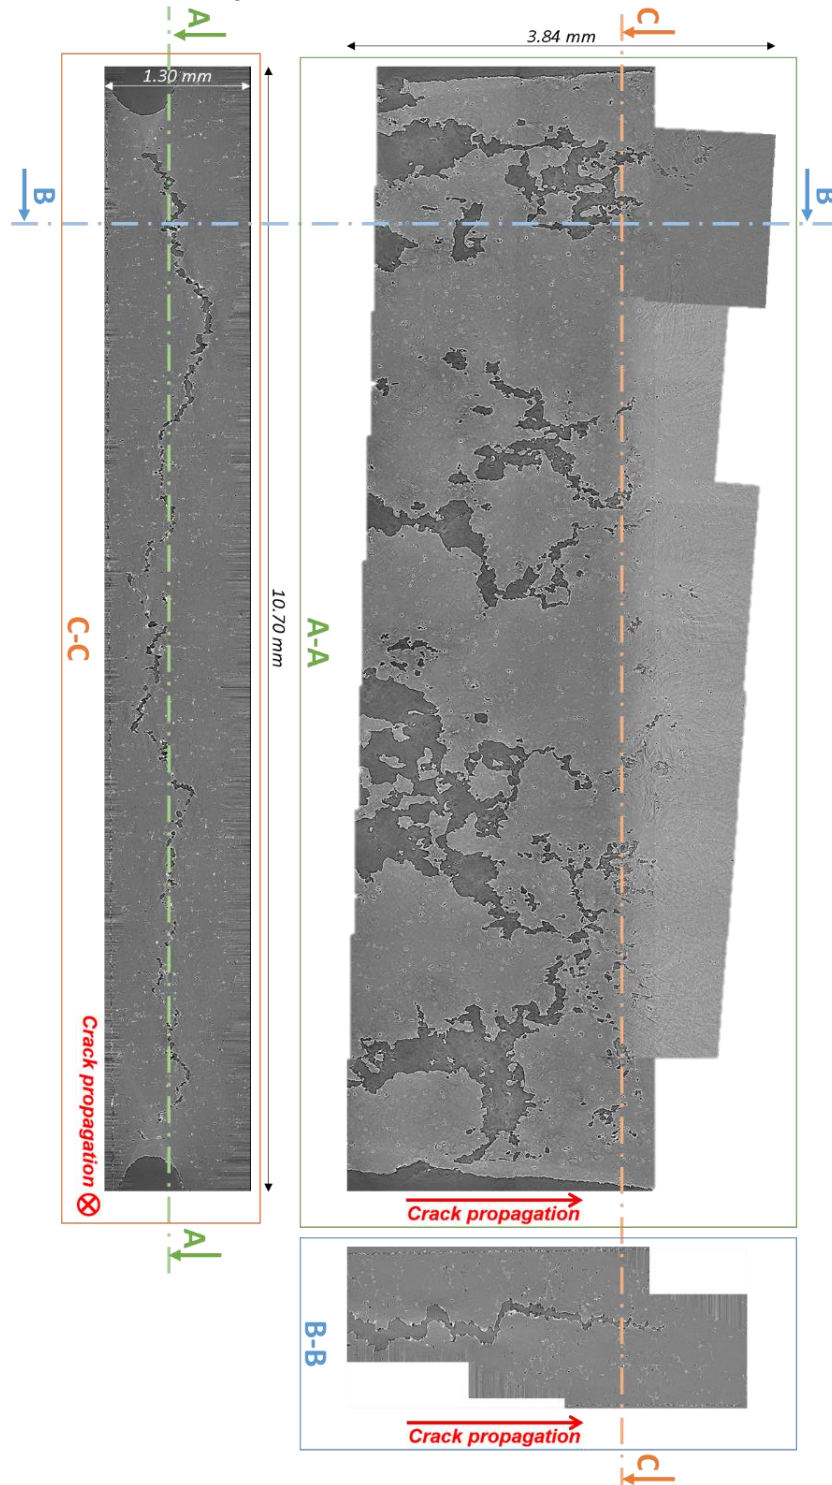 A
C
3.84 mm
1.30 mm
B
B
10.70 mm
C-C
A-A
Crack propagation
Crack propagation
A
B-B
Crack propagation
C